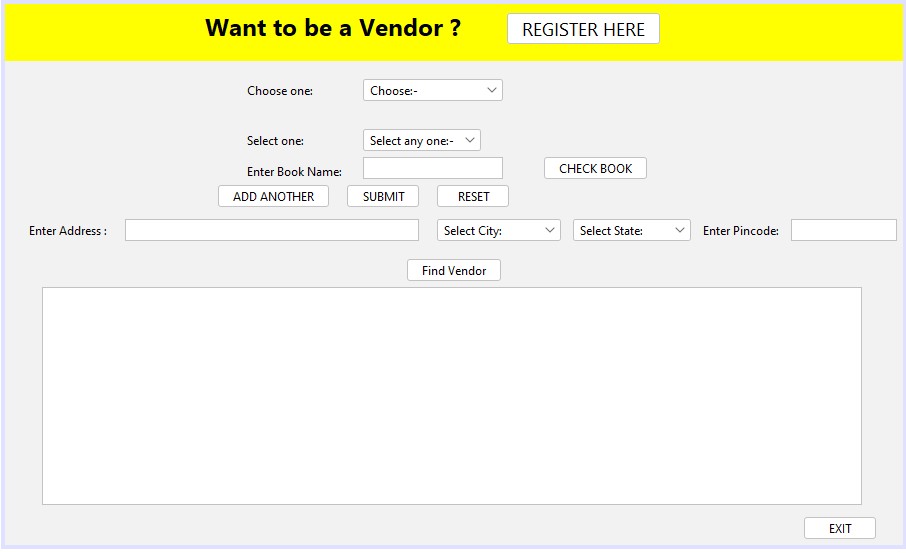 Want to be a Vendor ? REGISTER HERE
Choose one: Choose:-
Select one: Select any one:-
Enter Book Name: CHECK BOOK
ADD ANOTHER SUBMIT RESET
Enter Address : Select City: Select State: Enter Pincode:
Find Vendor
EXIT